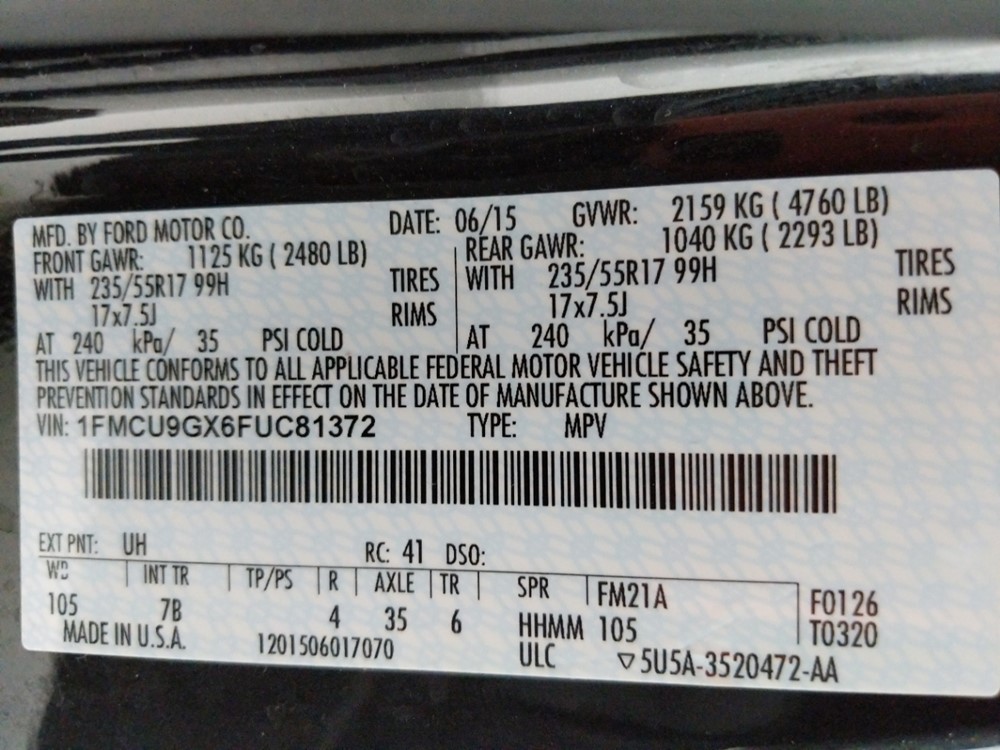 MFD. BY FORD MOTOR CO. DATE: 06/15 GVWR: 2159 KG ( 4760 LB)
FRONT GAWR: 1125 KG ( 2480 LB) REAR GAWR: 1040 KG ( 2293 LB)
WITH 235/55R17 99H TIRES WITH 235/55R17 99H TIRES
17x7.5J RIMS 17x7.5J RIMS
AT 240 kPa/ 35 PSI COLD AT 240 kPa/ 35 PSI COLD
THIS VEHICLE CONFORMS TO ALL APPLICABLE FEDERAL MOTOR VEHICLE SAFETY AND THEFT
PREVENTION STANDARDS IN EFFECT ON THE DATE OF MANUFACTURE SHOWN ABOVE.
VIN: 1FMCU9GX6FUC81372 TYPE: MPV
EXT PNT: UH RC: 41 DSO:
WB INT TR TP/PS R AXLE TR SPR FM21A F0126
105 7B 4 35 6 HHMM 105 T0320
MADE IN U.S.A. 1201506017070 ULC ▽5U5A-3520472-AA